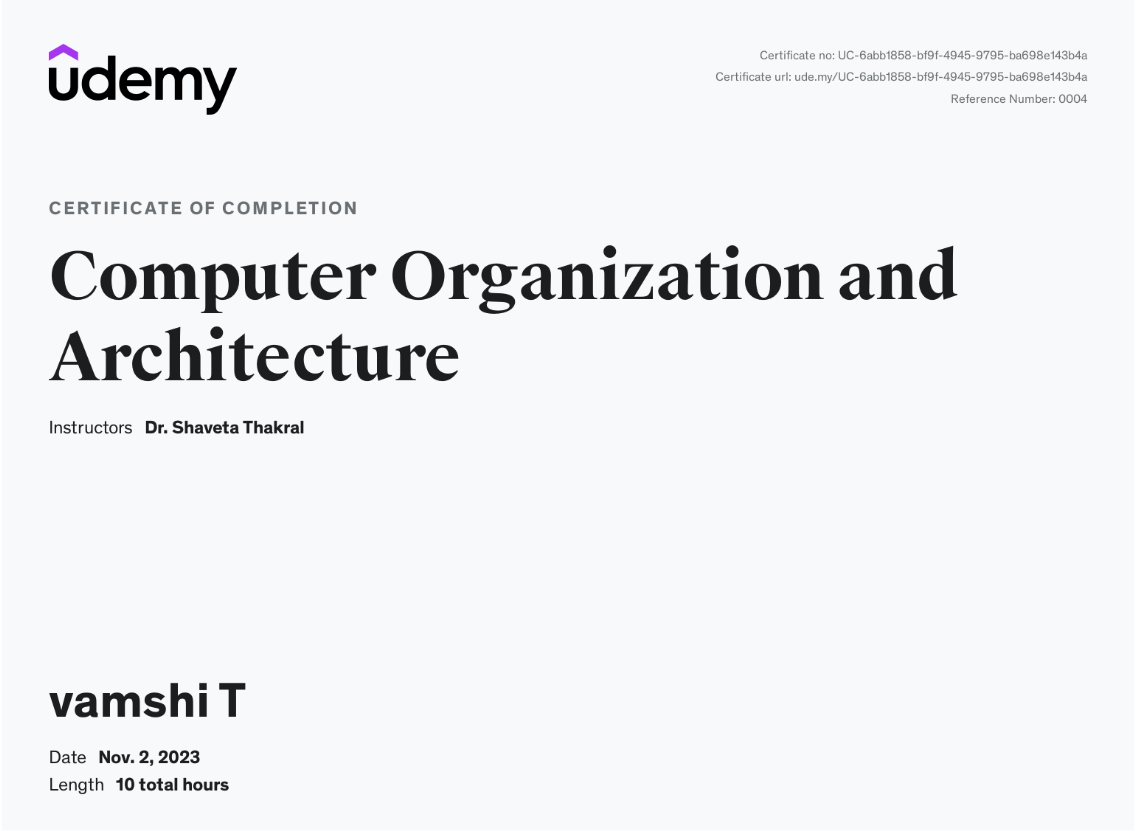 udemy
Certificate no: UC-6abb1858-bf9f-4945-9795-ba698e143b4a
Certificate url: ude.my/UC-6abb1858-bf9f-4945-9795-ba698e143b4a
Reference Number: 0004
CERTIFICATE OF COMPLETION
Computer Organization and
Architecture
Instructors Dr. Shaveta Thakral
vamshi T
Date Nov. 2, 2023
Length 10 total hours